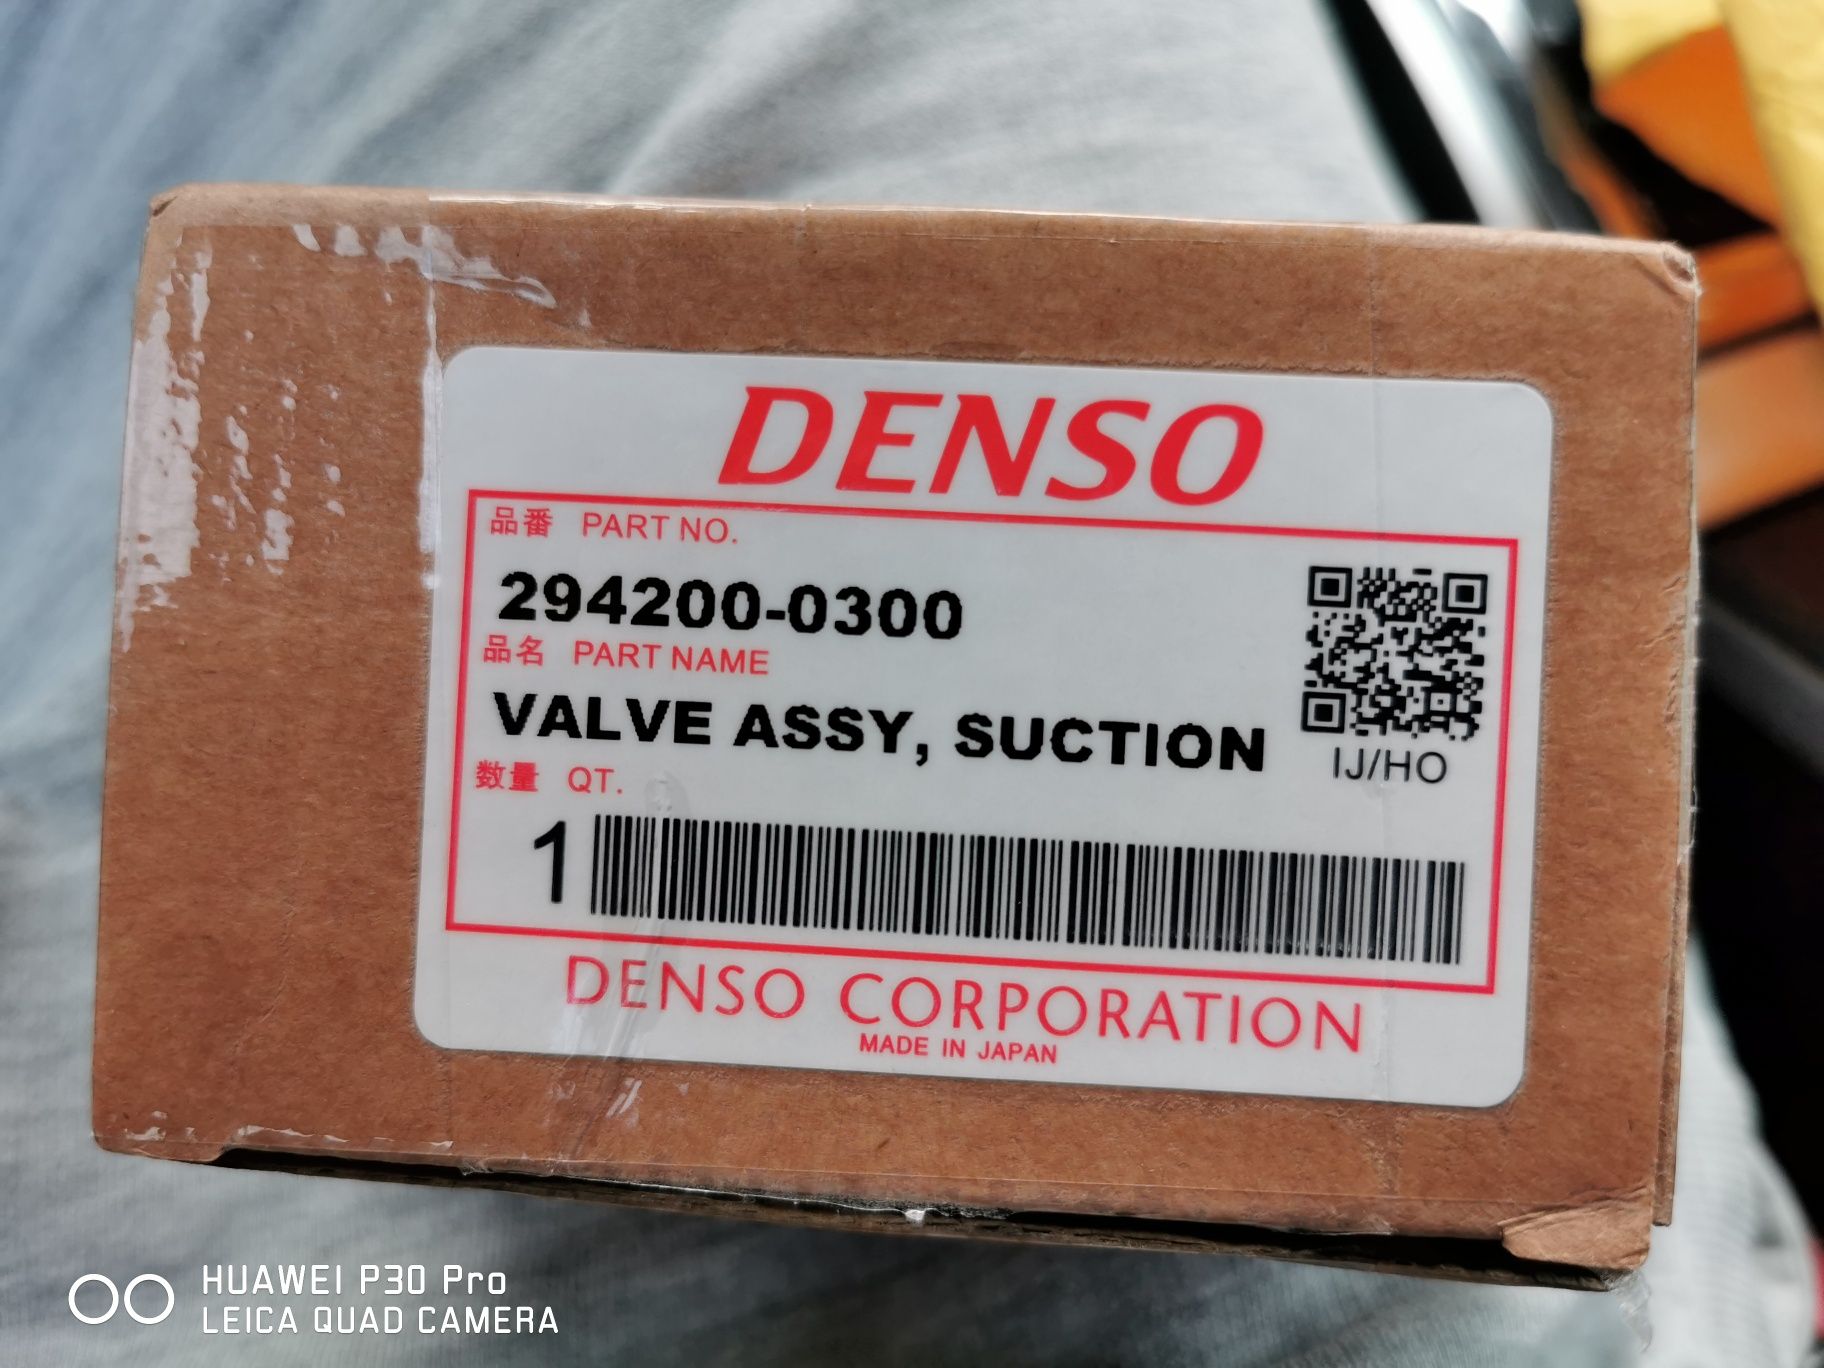 DENSO
品番 PART NO.
294200-0300
品名 PART NAME
VALVE ASSY, SUCTION
IJ/HO
数量 QT.
1
DENSO CORPORATION
MADE IN JAPAN
HUAWEI P30 Pro
LEICA QUAD CAMERA